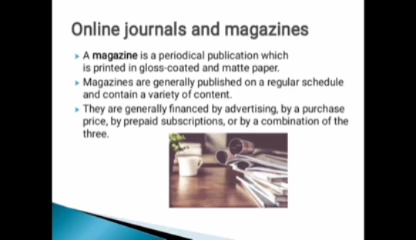 Online journals and magazines
A magazine is a periodical publication which
is printed in gloss-coated and matte paper.
Magazines are generally published on a regular schedule
and contain a variety of content.
They are generally financed by advertising, by a purchase
price, by prepaid subscriptions, or by a combination of the
three.